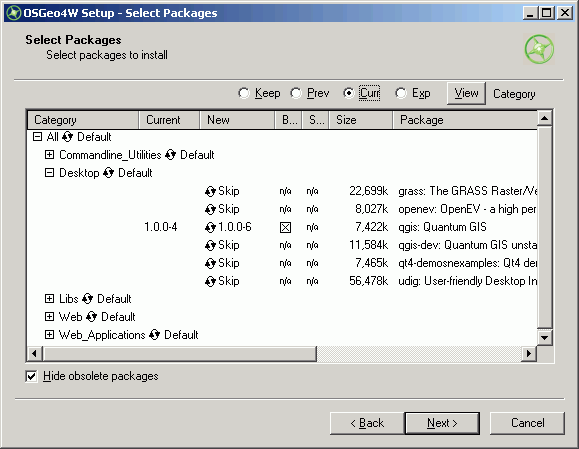 OSGeo4W Setup - Select Packages
Select Packages
Select packages to install
Keep Prev Curr Exp View Category
Category Current New B... S... Size Package
All Default
Commandline_Utilities Default
Desktop Default
Skip n/a n/a 22,699k grass: The GRASS Raster/Ve
Skip n/a n/a 8,027k openev: OpenEV - a high per
1.0.0-4 1.0.0-6 n/a 7,422k qgis: Quantum GIS
Skip n/a n/a 11,584k qgis-dev: Quantum GIS unsta
Skip n/a n/a 7,465k qt4-demosnexamples: Qt4 dem
Skip n/a n/a 56,478k udig: User-friendly Desktop In
Libs Default
Web Default
Web_Applications Default
Hide obsolete packages
< Back Next > Cancel